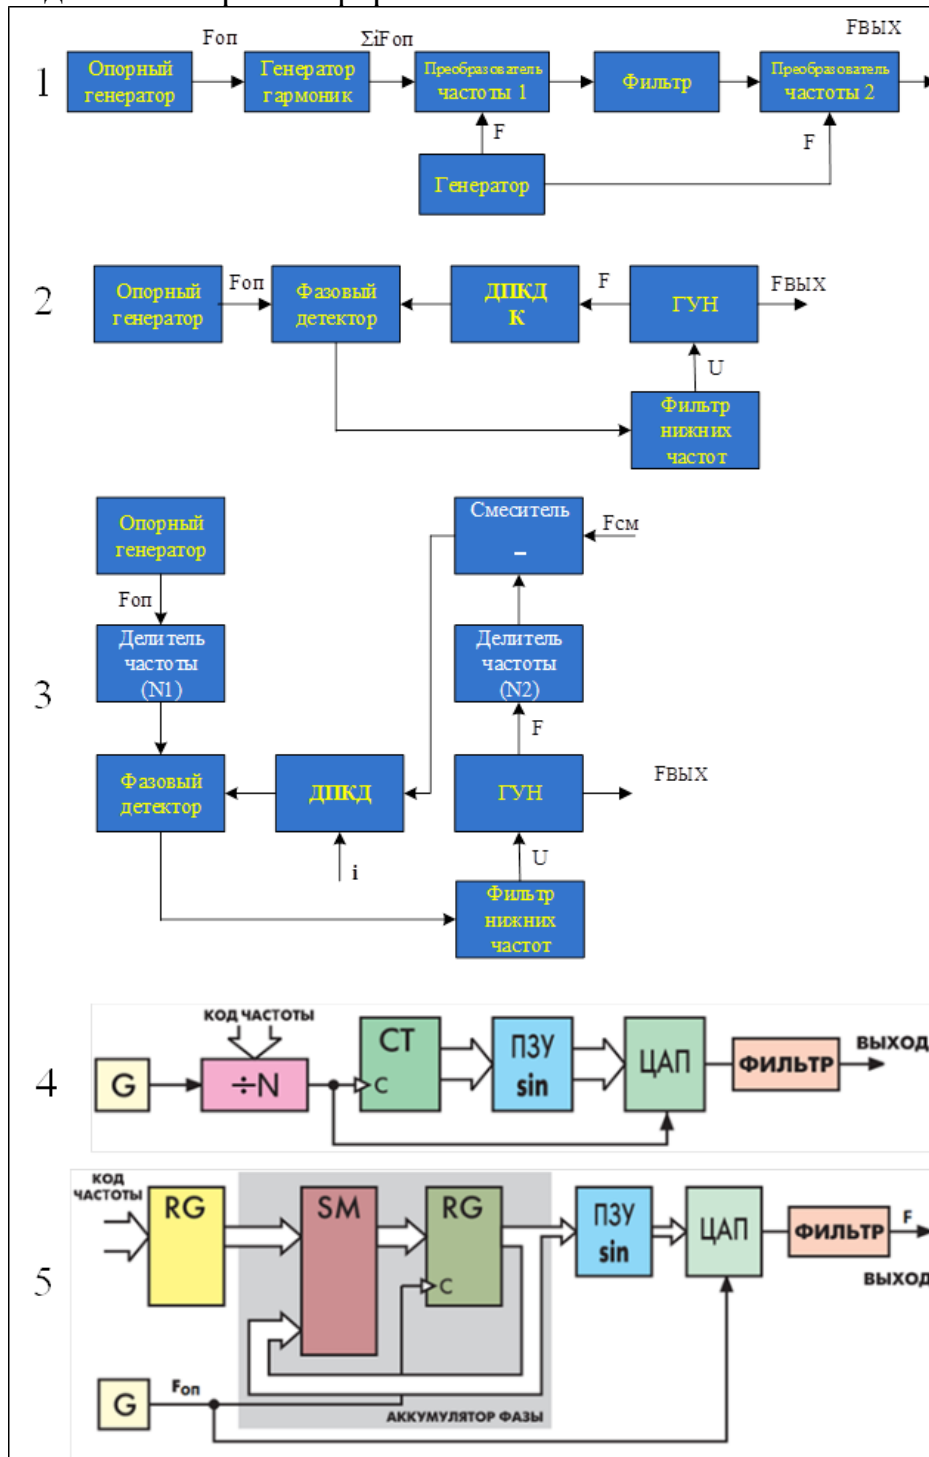 Fоп
ΣiFоп
FВЫХ
1
Опорный
генератор
Генератор
гармоник
Преобразователь
частоты 1
Фильтр
Преобразователь
частоты 2
F
F
Генератор
2
Опорный
генератор
Fоп
Фазовый
детектор
ДПКД
К
F
ГУН
FВЫХ
U
Фильтр
нижних
частот
3
Опорный
генератор
Смеситель
–
Fсм
Fоп
Делитель
частоты
(N1)
Делитель
частоты
(N2)
F
Фазовый
детектор
ДПКД
ГУН
FВЫХ
i
U
Фильтр
нижних
частот
4
КОД ЧАСТОТЫ
G
÷N
CT
C
ПЗУ
sin
ЦАП
ФИЛЬТР
ВЫХОД
5
КОД
ЧАСТОТЫ
RG
SM
RG
C
ПЗУ
sin
ЦАП
ФИЛЬТР
F
ВЫХОД
G
Fоп
АККУМУЛЯТОР ФАЗЫ